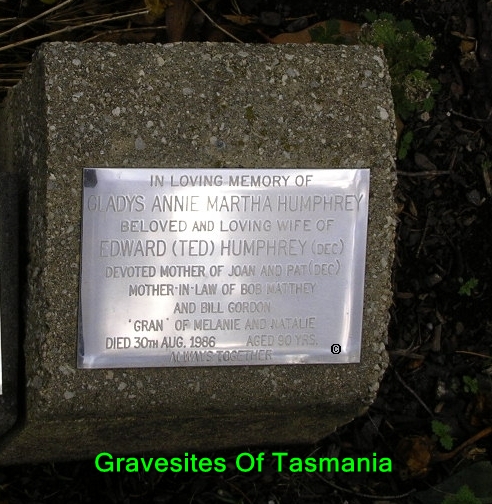 IN LOVING MEMORY OF
GLADYS ANNIE MARTHA HUMPHREY
BELOVED AND LOVING WIFE OF
EDWARD (TED) HUMPHREY (DEC)
DEVOTED MOTHER OF JOAN AND PAT (DEC)
MOTHER-IN-LAW OF BOB MATTHEY
AND BILL GORDON
'GRAN' OF MELANIE AND NATALIE
DIED 30TH AUG. 1986 AGED 90 YRS.
ALWAYS TOGETHER
©
Gravesites Of Tasmania